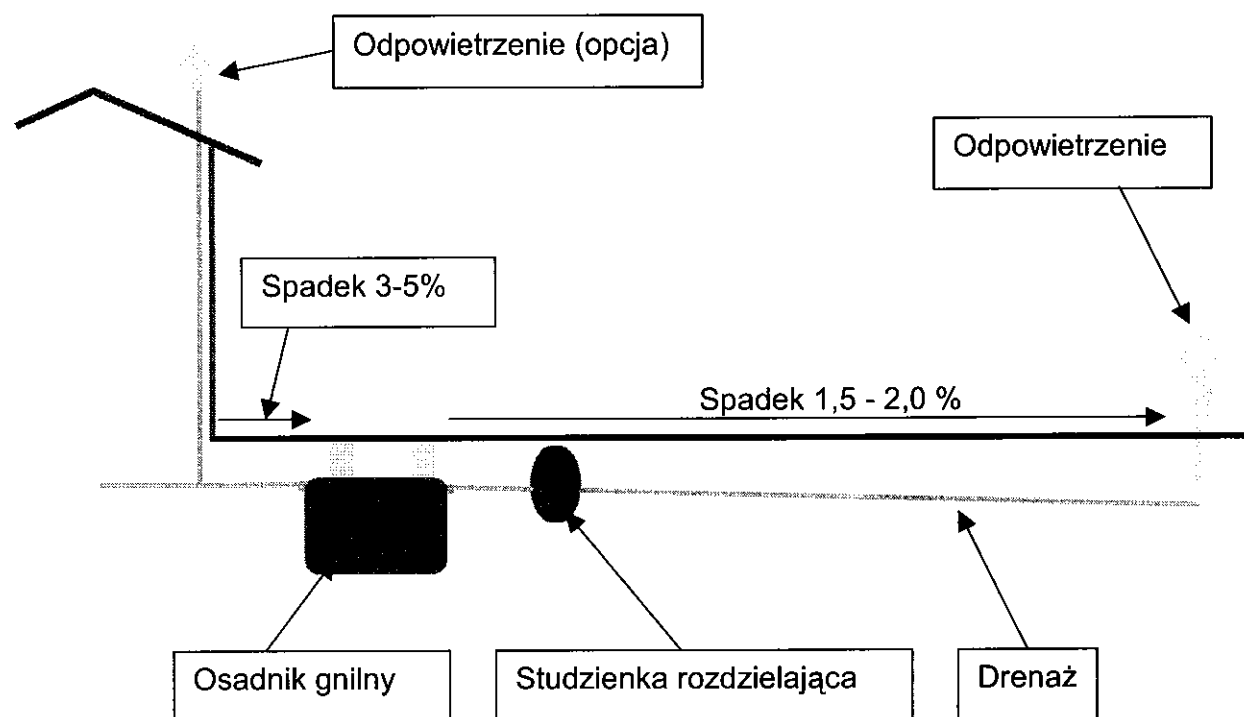 Odpowietrzenie (opcja)
Odpowietrzenie
Spadek 3-5%
Spadek 1,5 - 2,0 %
Osadnik gnilny
Studzienka rozdzielająca
Drenaż